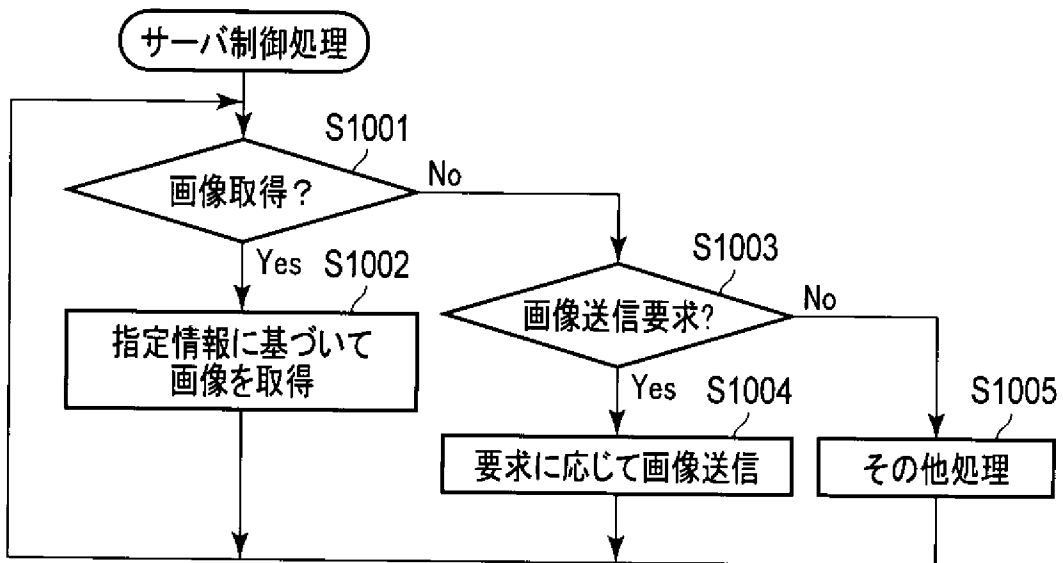 サーバ制御処理
S1001
画像取得?
No
Yes
S1002
S1003
指定情報に基づいて
画像を取得
画像送信要求?
No
Yes
S1004
S1005
要求に応じて画像送信
その他処理